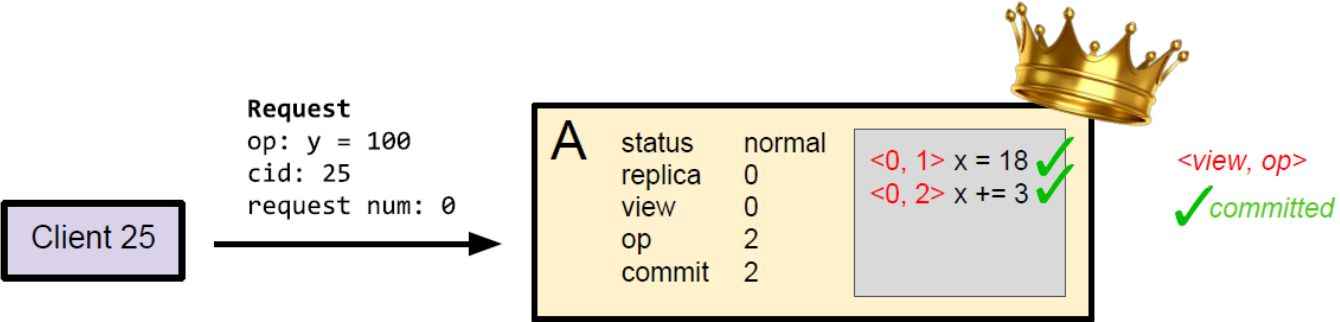 Request
op: y = 100
cid: 25
request num: 0
Client 25
A
status normal
replica 0
view 0
op 2
commit 2
<0, 1> x = 18 ✓
<0, 2> x += 3 ✓
<view, op>
✓committed